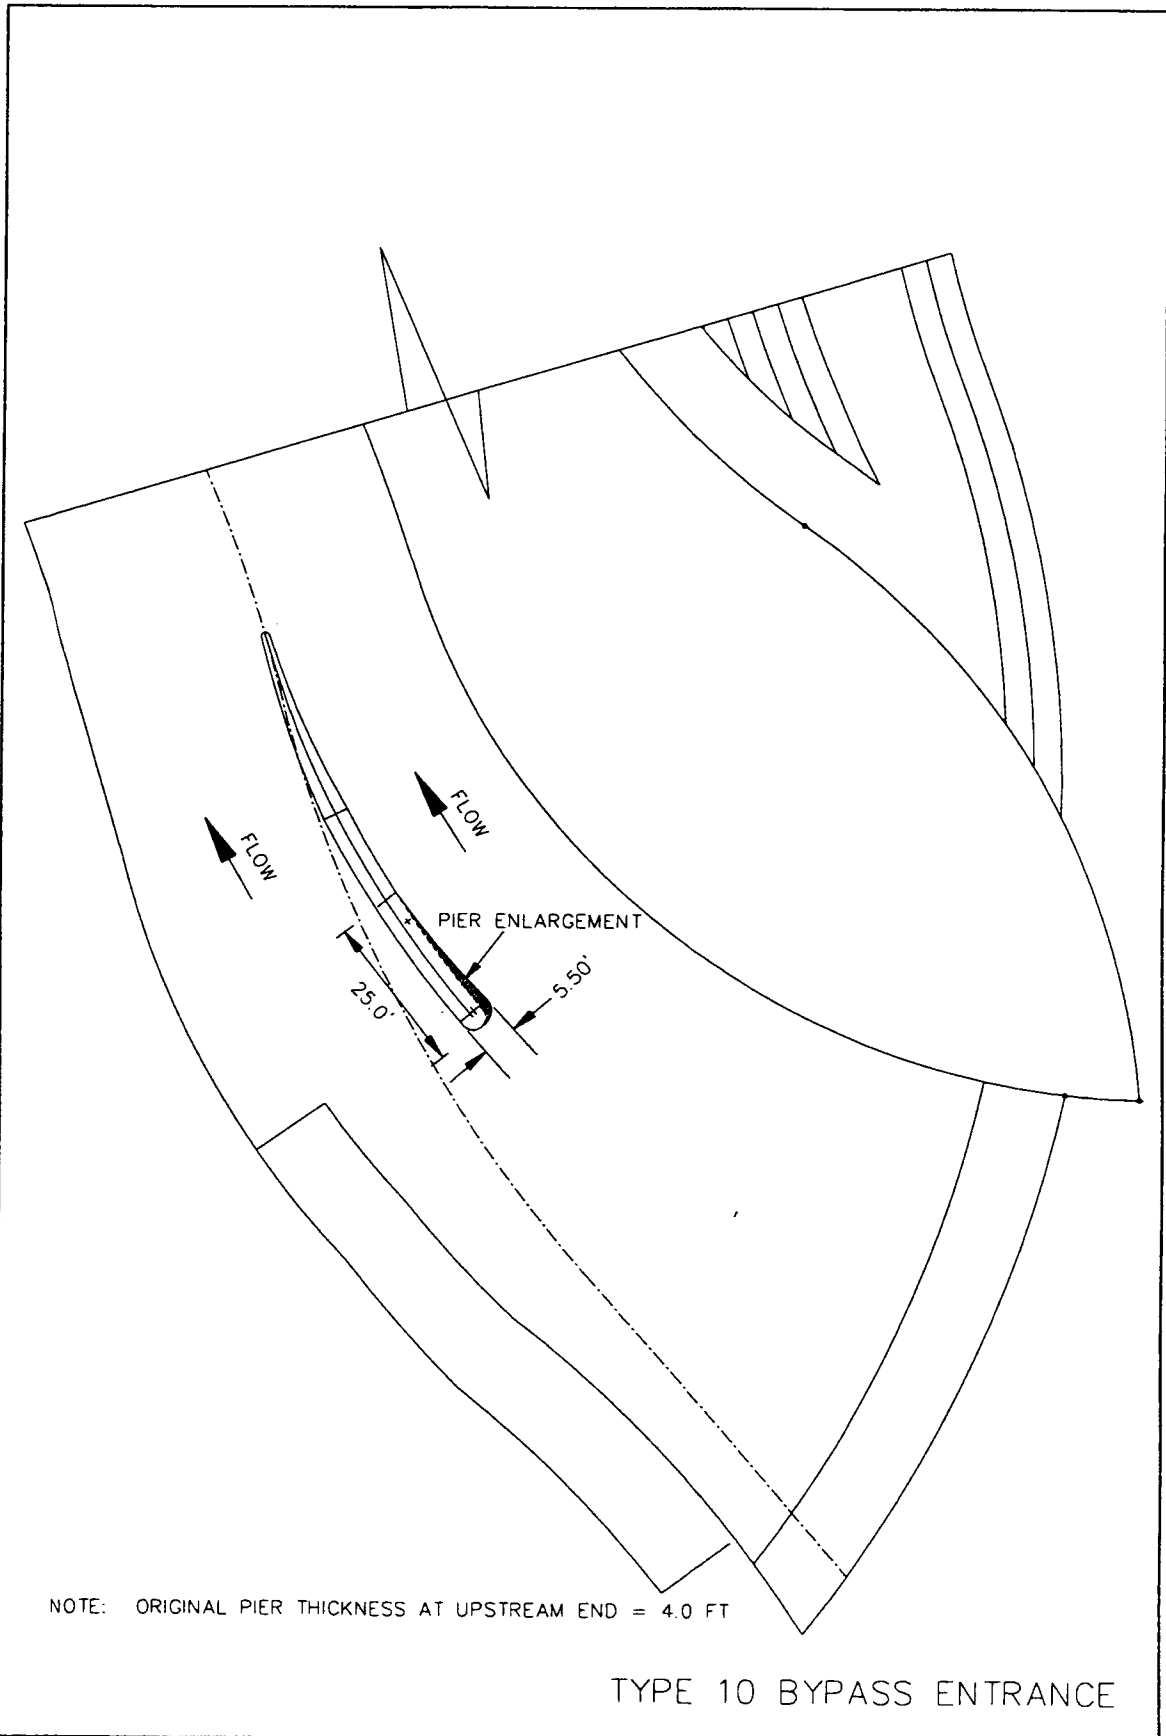 FLOW
FLOW
PIER ENLARGEMENT
5.50'
25.0'
NOTE: ORIGINAL PIER THICKNESS AT UPSTREAM END = 4.0 FT
TYPE 10 BYPASS ENTRANCE